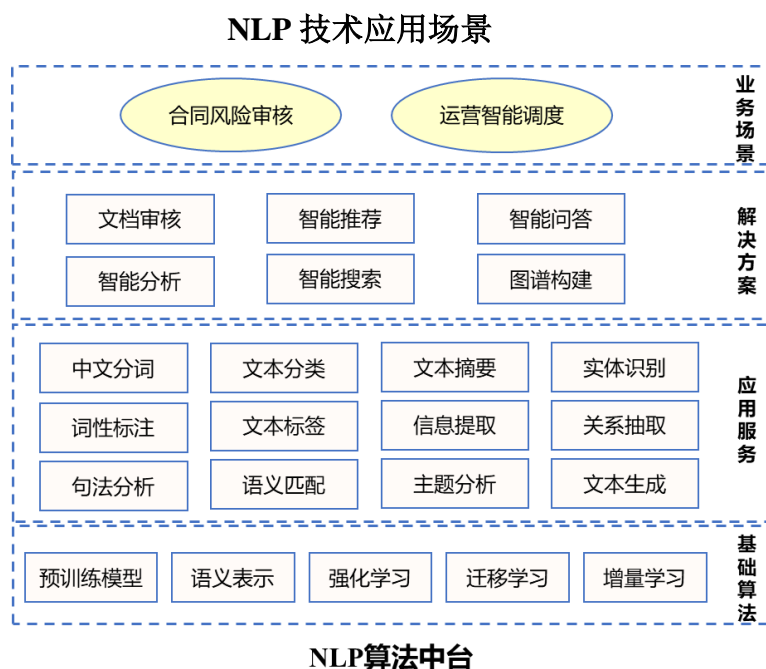 NLP 技术应用场景
合同风险审核 运营智能调度
业务场景
文档审核 智能推荐 智能问答
智能分析 智能搜索 图谱构建
解决方案
中文分词 文本分类 文本摘要 实体识别
词性标注 文本标签 信息提取 关系抽取
句法分析 语义匹配 主题分析 文本生成
应用服务
预训练模型 语义表示 强化学习 迁移学习 增量学习
基础算法
NLP算法中台